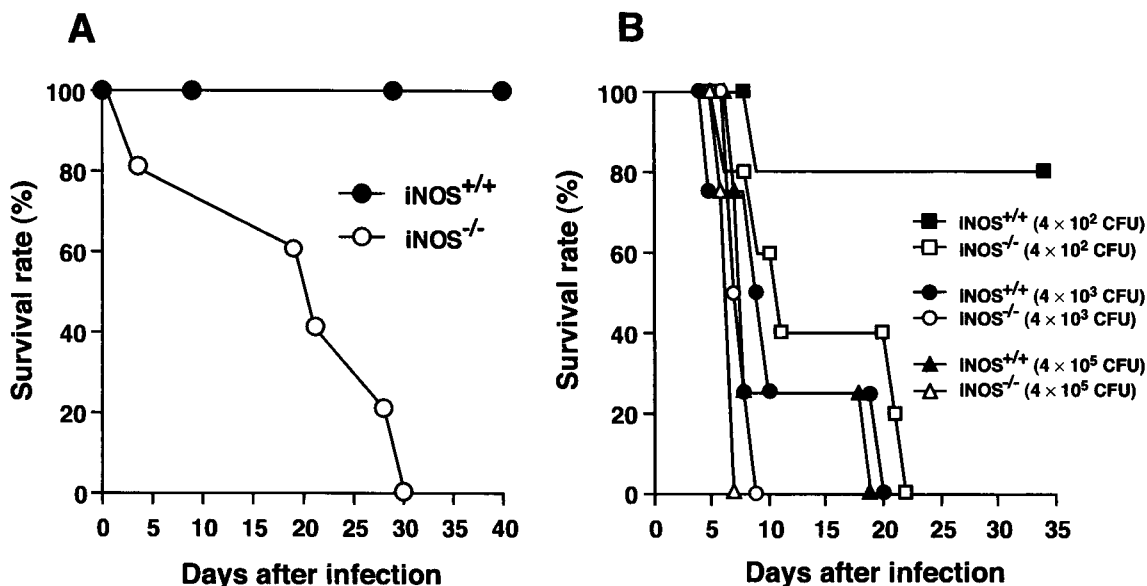 A
Survival rate (%)
100
80
60
40
20
0
0 5 10 15 20 25 30 35 40
Days after infection
iNOS+/+
iNOS-/-
B
Survival rate (%)
100
80
60
40
20
0
0 5 10 15 20 25 30 35
Days after infection
iNOS+/+ (4 × 10² CFU)
iNOS-/- (4 × 10² CFU)
iNOS+/+ (4 × 10³ CFU)
iNOS-/- (4 × 10³ CFU)
iNOS+/+ (4 × 10⁵ CFU)
iNOS-/- (4 × 10⁵ CFU)